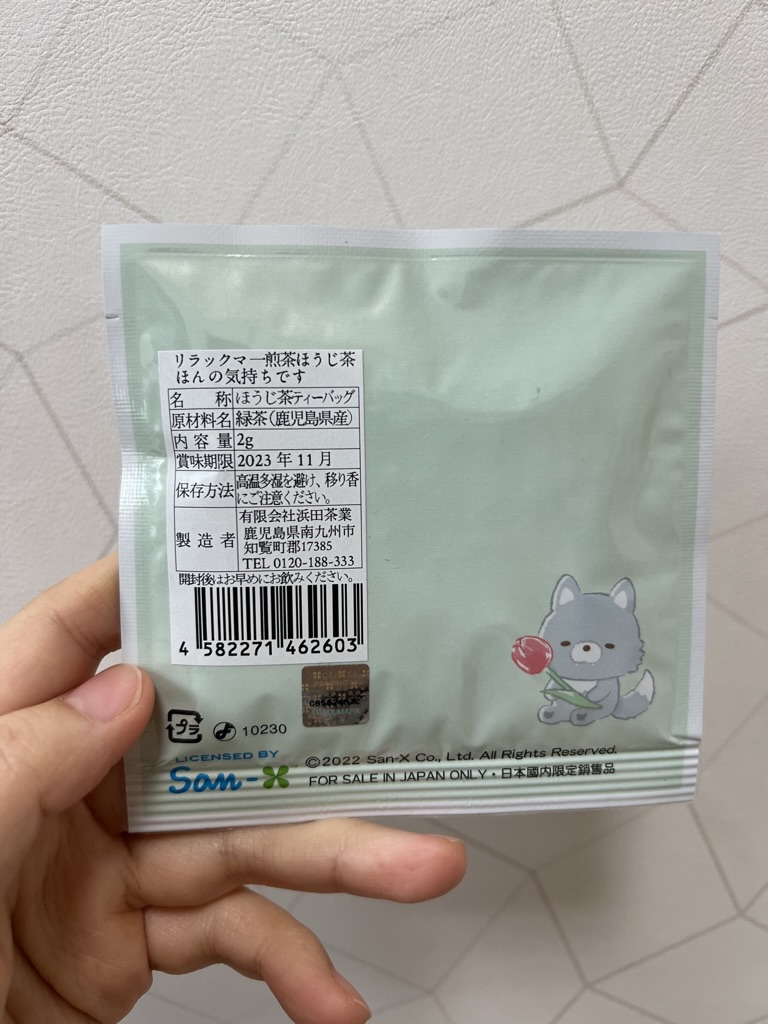 リラックマ一煎茶ほうじ茶
ほんの気持ちです
名 称 ほうじ茶ティーバッグ
原材料名 緑茶(鹿児島県産)
内容量 2g
賞味期限 2023 年 11 月
保存方法 高温多湿を避け、移り香
にご注意ください。
製造者 有限会社浜田茶業
鹿児島県南九州市
知覧町郡17385
TEL 0120-188-333
開封後はお早めにお飲みください。
4 582271 462603
プラ 10230
LICENSED BY
San-X ©2022 San-X Co., Ltd. All Rights Reserved.
FOR SALE IN JAPAN ONLY・日本國内限定銷售品